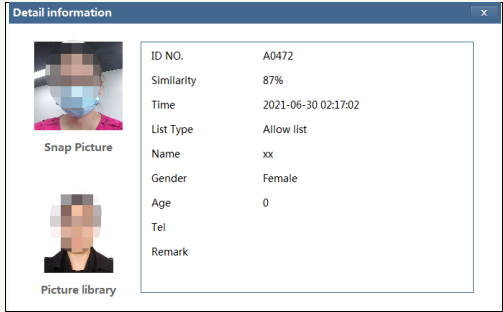 Detail information
x
Snap Picture
Picture library
ID NO. A0472
Similarity 87%
Time 2021-06-30 02:17:02
List Type Allow list
Name xx
Gender Female
Age 0
Tel
Remark